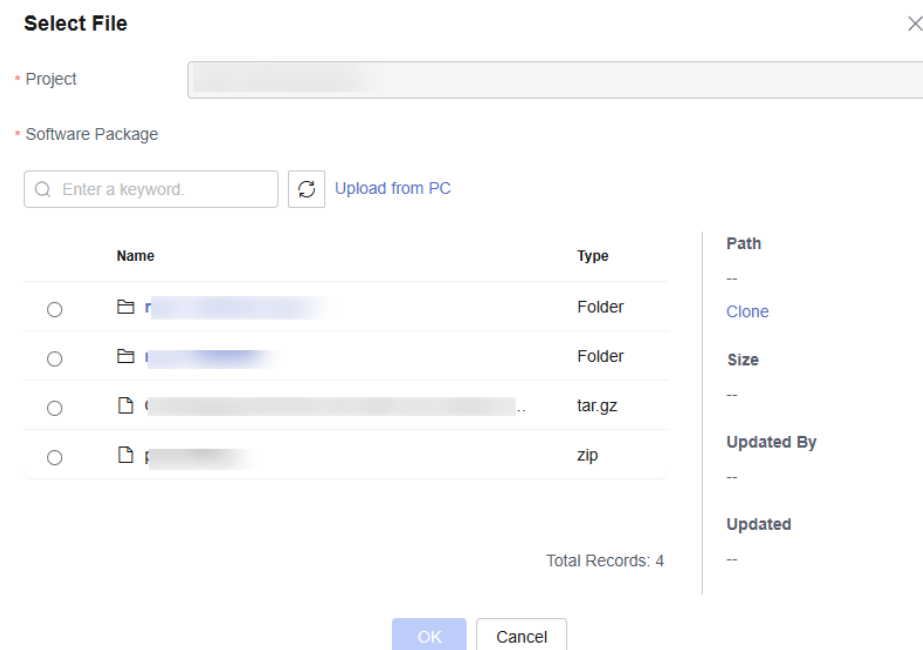 Select File
* Project
* Software Package
Enter a keyword.
Upload from PC
Name Type
Folder
Folder
.. tar.gz
zip
Total Records: 4
Path
--
Clone
Size
--
Updated By
--
Updated
--
OK Cancel